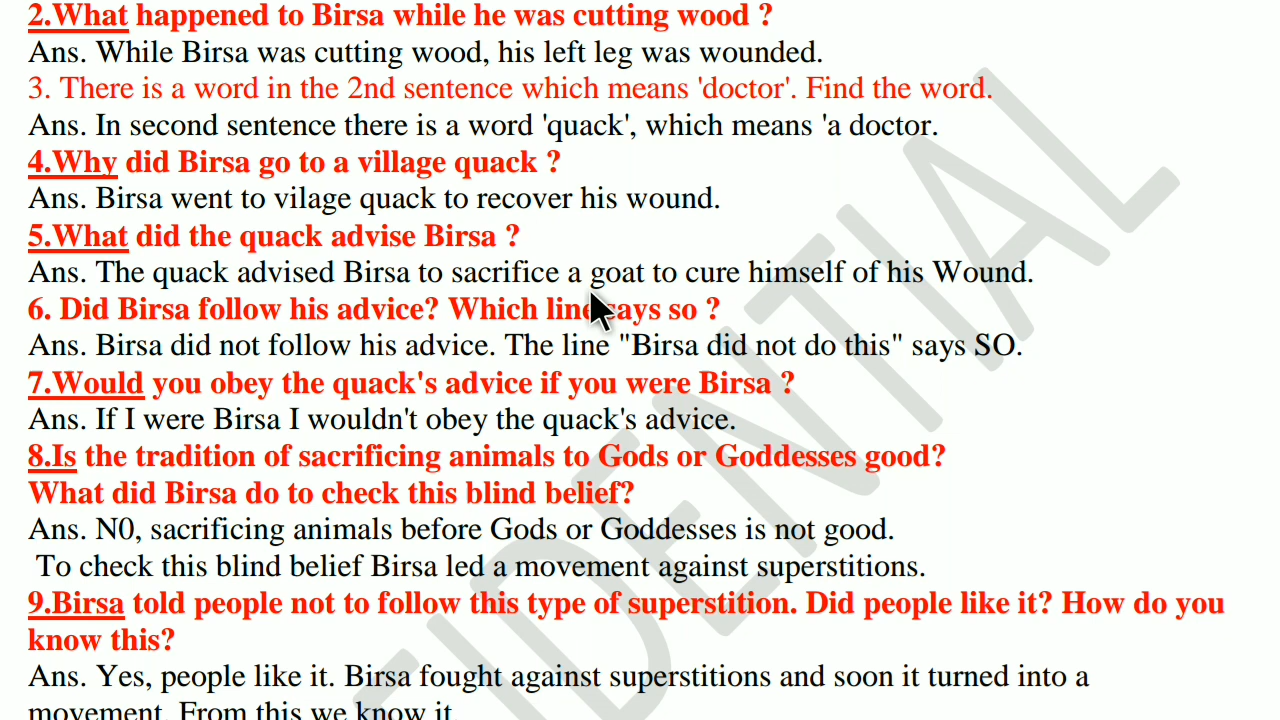 2.What happened to Birsa while he was cutting wood ?
Ans. While Birsa was cutting wood, his left leg was wounded.
3. There is a word in the 2nd sentence which means 'doctor'. Find the word.
Ans. In second sentence there is a word 'quack', which means 'a doctor.
4.Why did Birsa go to a village quack ?
Ans. Birsa went to vilage quack to recover his wound.
5.What did the quack advise Birsa ?
Ans. The quack advised Birsa to sacrifice a goat to cure himself of his Wound.
6. Did Birsa follow his advice? Which line says so ?
Ans. Birsa did not follow his advice. The line "Birsa did not do this" says SO.
7.Would you obey the quack's advice if you were Birsa ?
Ans. If I were Birsa I wouldn't obey the quack's advice.
8.Is the tradition of sacrificing animals to Gods or Goddesses good?
What did Birsa do to check this blind belief?
Ans. N0, sacrificing animals before Gods or Goddesses is not good.
To check this blind belief Birsa led a movement against superstitions.
9.Birsa told people not to follow this type of superstition. Did people like it? How do you
know this?
Ans. Yes, people like it. Birsa fought against superstitions and soon it turned into a
movement. From this we know it.
FIDENTIAL